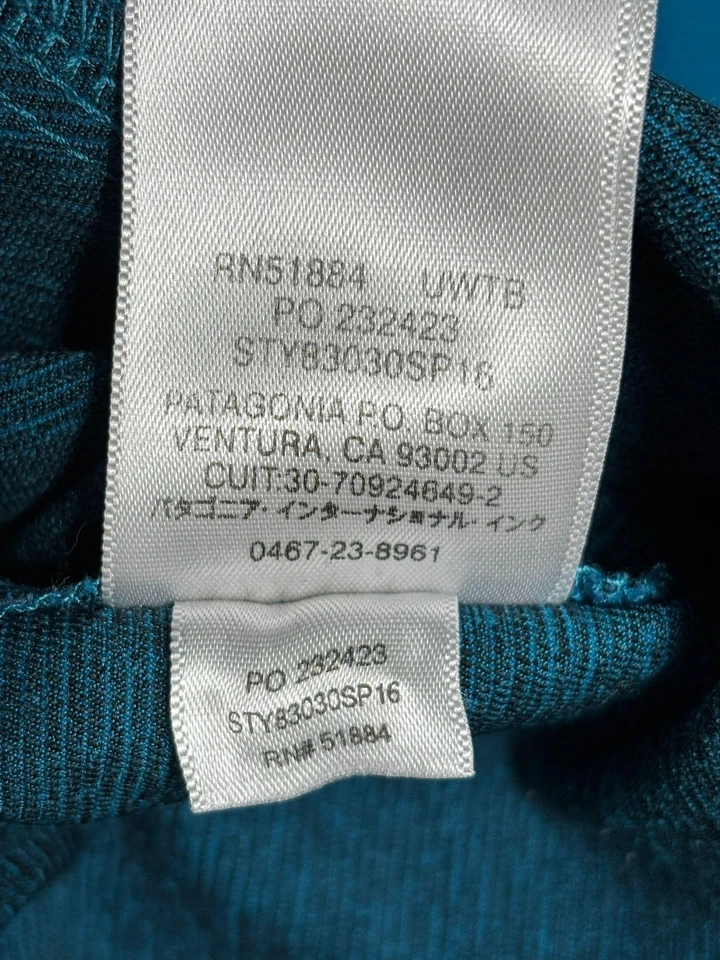 RN51884 UWTB
PO 232423
STY83030SP16
PATAGONIA P.O. BOX 150
VENTURA, CA 93002 US
CUIT:30-70924649-2
パタゴニア・インターナショナル・インク
0467-23-8961
PO 232423
STY83030SP16
RN# 51884